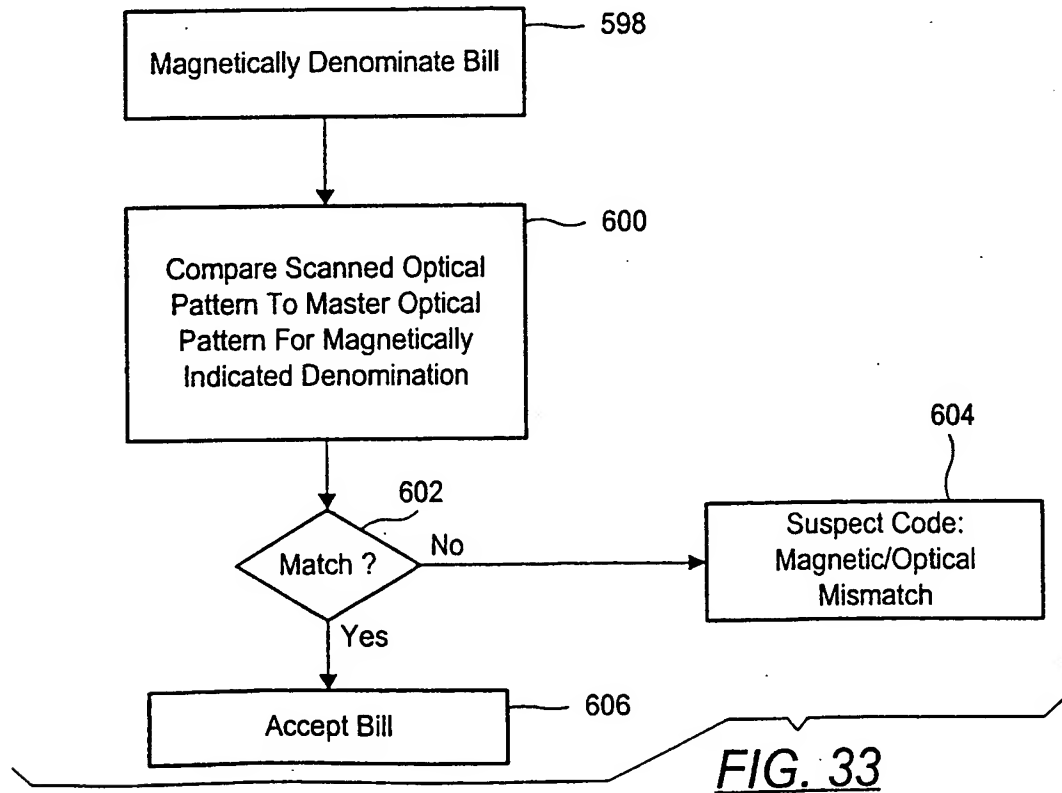 598
Magnetically Denominate Bill
600
Compare Scanned Optical
Pattern To Master Optical
Pattern For Magnetically
Indicated Denomination
602
Match ?
No
604
Suspect Code:
Magnetic/Optical
Mismatch
Yes
606
Accept Bill
FIG. 33